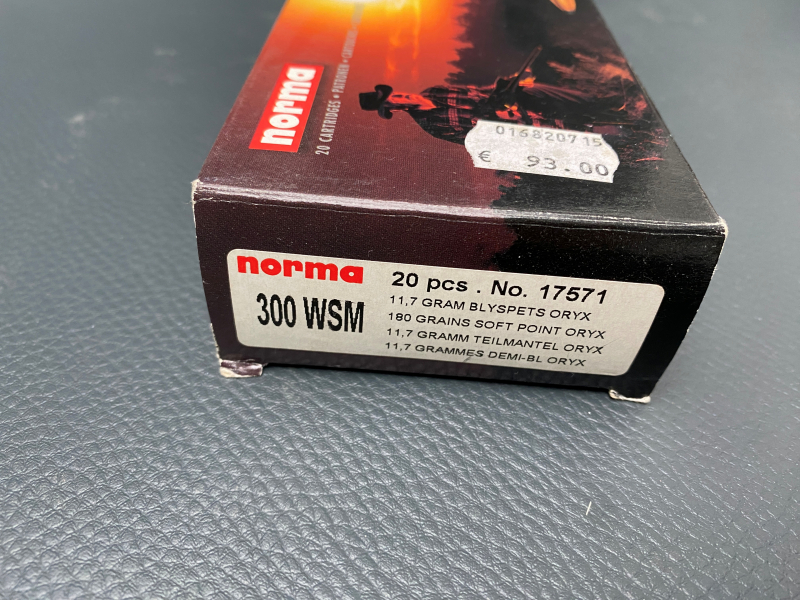 norma
20 CARTRIDGES • PATRONER •
016820715
€ 93.00
norma
300 WSM
20 pcs . No. 17571
11,7 GRAM BLYSPETS ORYX
180 GRAINS SOFT POINT ORYX
11,7 GRAMM TEILMANTEL ORYX
11,7 GRAMMES DEMI-BL ORYX